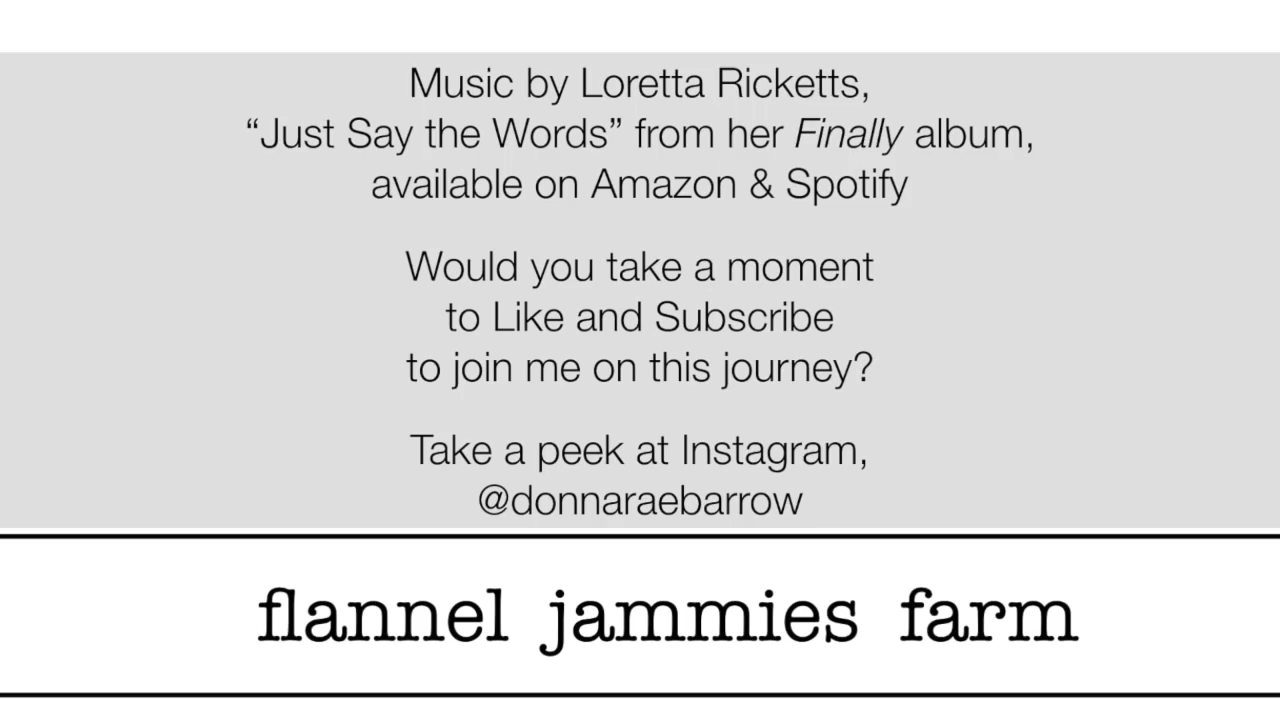 Music by Loretta Ricketts,
“Just Say the Words” from her Finally album,
available on Amazon & Spotify
Would you take a moment
to Like and Subscribe
to join me on this journey?
Take a peek at Instagram,
@donnaraebarrow
flannel jammies farm